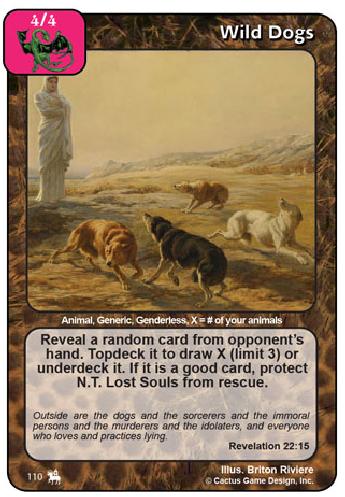 4/4
Wild Dogs
Animal, Generic, Genderless, X = # of your animals
Reveal a random card from opponent's
hand. Topdeck it to draw X (limit 3) or
underdeck it. If it is a good card, protect
N.T. Lost Souls from rescue.
Outside are the dogs and the sorcerers and the immoral
persons and the murderers and the idolaters, and everyone
who loves and practices lying.
Revelation 22:15
Illus. Briton Riviere
110
© Cactus Game Design, Inc.